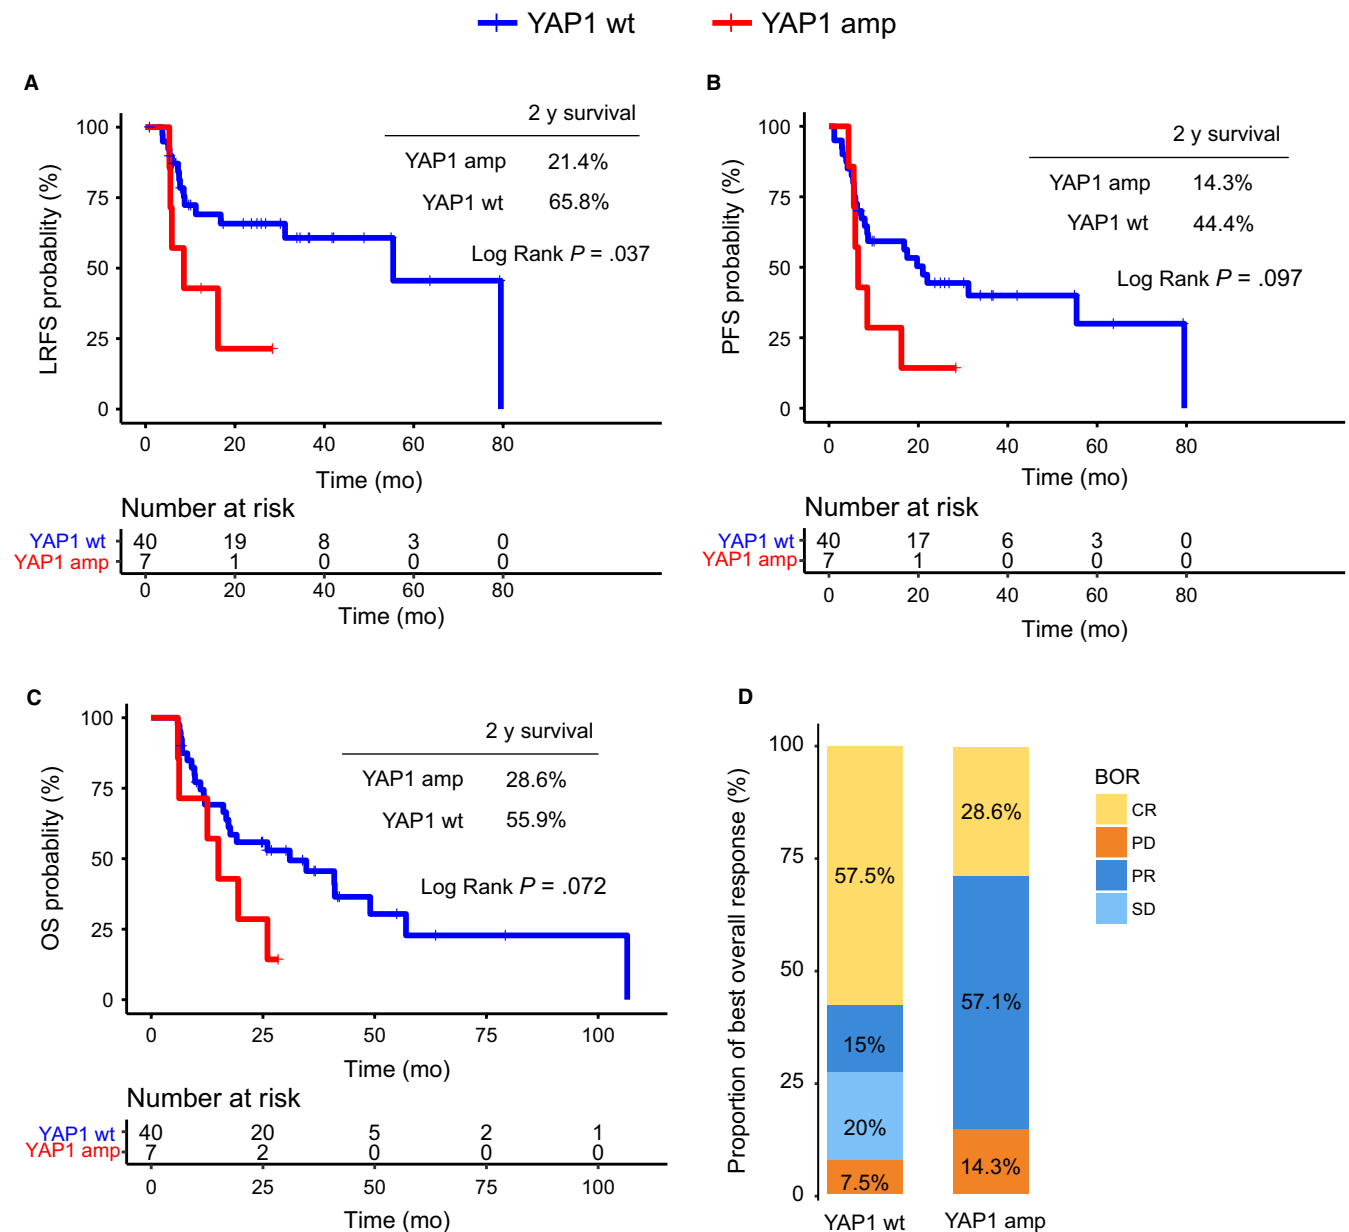 YAP1 wt YAP1 amp
A
2 y survival
YAP1 amp 21.4%
YAP1 wt 65.8%
Log Rank P = .037
LRFS probablity (%)
100
75
50
25
0
0 20 40 60 80
Time (mo)
Number at risk
YAP1 wt 40 19 8 3 0
YAP1 amp 7 1 0 0 0
0 20 40 60 80
Time (mo)
B
2 y survival
YAP1 amp 14.3%
YAP1 wt 44.4%
Log Rank P = .097
PFS probablity (%)
100
75
50
25
0
0 20 40 60 80
Time (mo)
Number at risk
YAP1 wt 40 17 6 3 0
YAP1 amp 7 1 0 0 0
0 20 40 60 80
Time (mo)
C
2 y survival
YAP1 amp 28.6%
YAP1 wt 55.9%
Log Rank P = .072
OS probablity (%)
100
75
50
25
0
0 25 50 75 100
Time (mo)
Number at risk
YAP1 wt 40 20 5 2 1
YAP1 amp 7 2 0 0 0
0 25 50 75 100
Time (mo)
D
Proportion of best overall response (%)
100
75
50
25
0
57.5%
15%
20%
7.5%
28.6%
57.1%
14.3%
YAP1 wt YAP1 amp
BOR
CR
PD
PR
SD